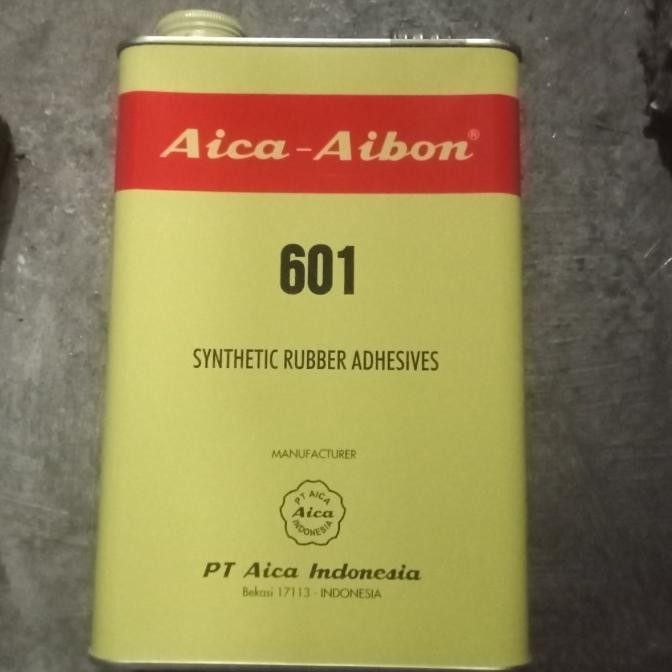 Aica-Aibon®
601
SYNTHETIC RUBBER ADHESIVES
MANUFACTURER
PT AICA
Aica
INDONESIA
PT Aica Indonesia
Bekasi 17113 - INDONESIA